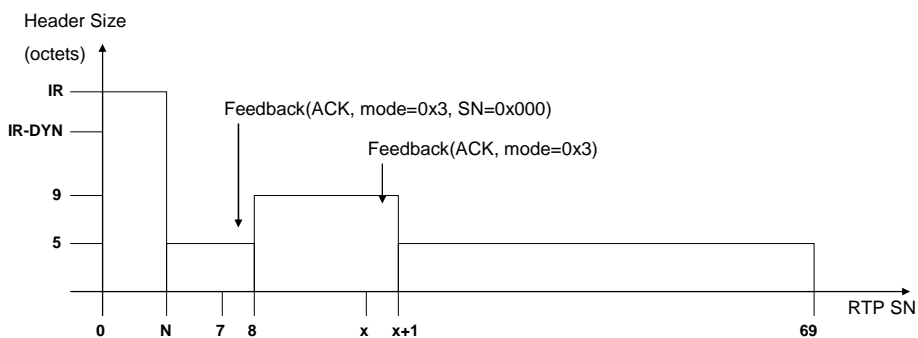 Header Size
(octets)
IR
Feedback(ACK, mode=0x3, SN=0x000)
IR-DYN
Feedback(ACK, mode=0x3)
9
5
RTP SN
0 N 7 8 x x+1 69